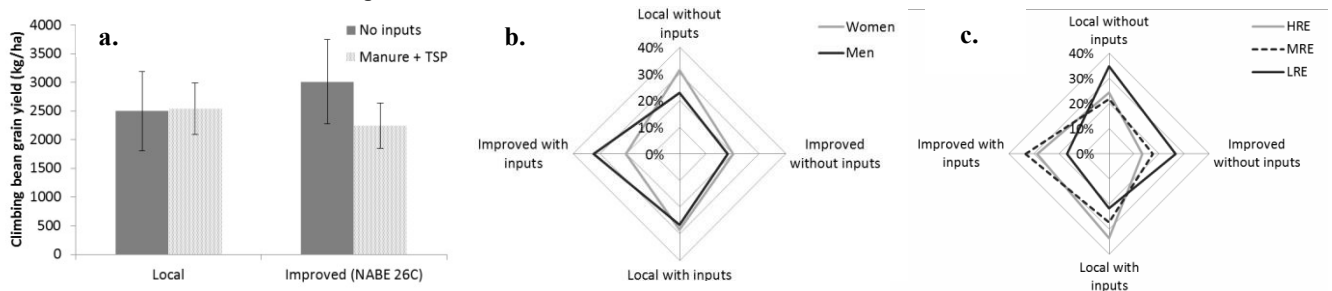 a.
No inputs
Manure + TSP
Climbing bean grain yield (kg/ha)
4000
3500
3000
2500
2000
1500
1000
500
0
Local
Improved (NABE 26C)
b.
Women
Men
Local without
inputs
40%
30%
20%
10%
0%
Improved with
inputs
Improved
without inputs
Local with inputs
c.
HRE
MRE
LRE
Local without
inputs
40%
30%
20%
10%
0%
Improved with
inputs
Improved
without inputs
Local with
inputs